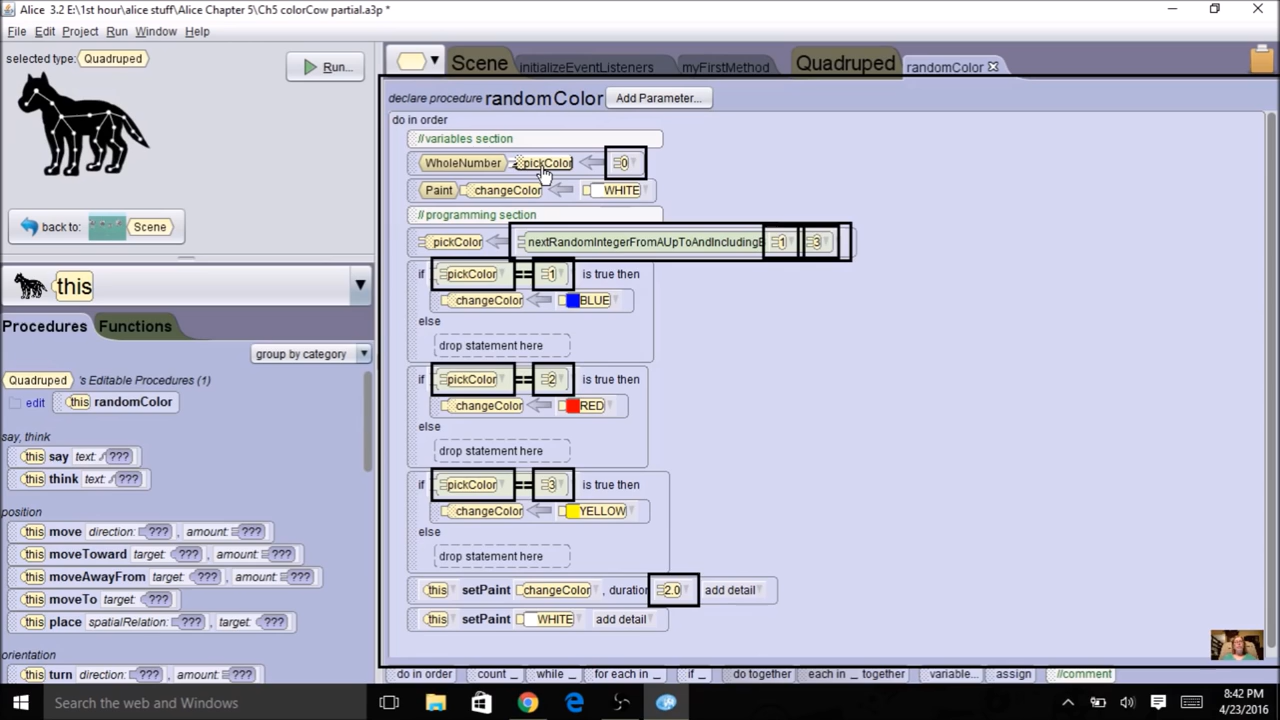 Alice 3.2 E:\1st hour\alice stuff\Alice Chapter 5\Ch5 colorCow partial.a3p *
File Edit Project Run Window Help
selected type: Quadruped
Run...
back to: Scene
this
Procedures Functions
group by category
Quadruped 's Editable Procedures (1)
edit this randomColor
say, think
this say text: ???
this think text: ???
position
this move direction: ??? , amount: ???
this moveToward target: ??? , amount: ???
this moveAwayFrom target: ??? , amount: ???
this moveTo target: ???
this place spatialRelation: ??? , target: ???
orientation
this turn direction: ??? , amount: ???
Scene initializeEventListeners myFirstMethod Quadruped randomColor
declare procedure randomColor Add Parameter...
do in order
//variables section
WholeNumber pickColor 0
Paint changeColor WHITE
//programming section
pickColor nextRandomIntegerFromAUpToAndIncluding 1 3
if pickColor == 1 is true then
changeColor BLUE
else
drop statement here
if pickColor == 2 is true then
changeColor RED
else
drop statement here
if pickColor == 3 is true then
changeColor YELLOW
else
drop statement here
this setPaint changeColor , duration 2.0 add detail
this setPaint WHITE add detail
do in order count _ while _ for each in _ if _ do together each in _ together variable... assign //comment
Search the web and Windows
8:42 PM
4/23/2016